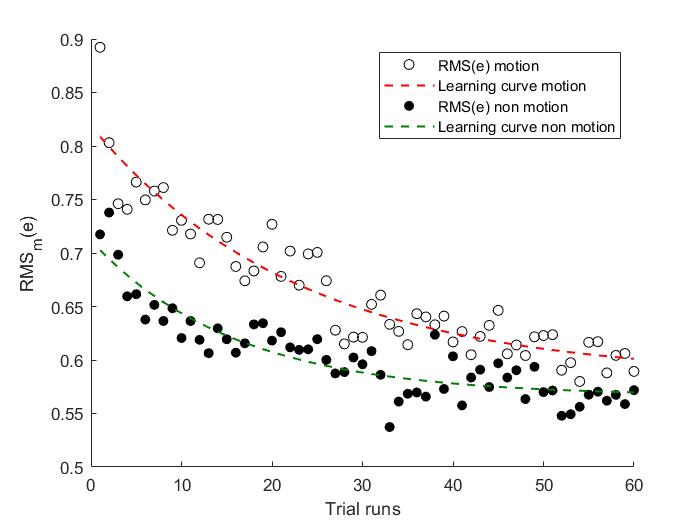 0.9
0.85
0.8
0.75
0.7
0.65
0.6
0.55
0.5
RMSm(e)
RMS(e) motion
Learning curve motion
RMS(e) non motion
Learning curve non motion
0 10 20 30 40 50 60
Trial runs